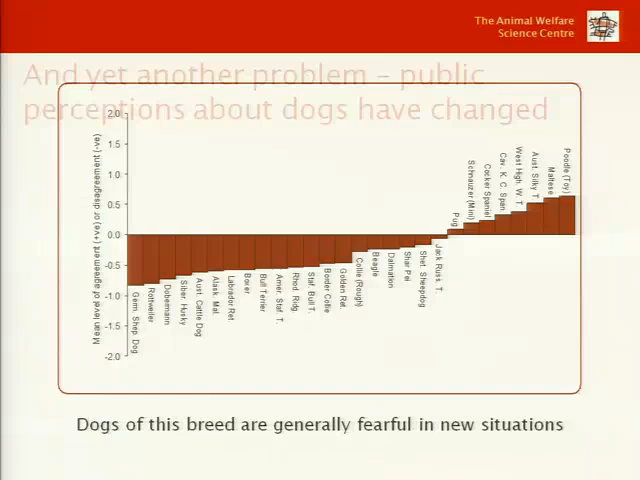 The Animal Welfare
Science Centre
And yet another problem – public
perceptions about dogs have changed
Mean level of agreement (+ve) or disagreement (-ve)
2.0
1.5
1.0
0.5
0.0
-0.5
-1.0
-1.5
-2.0
Germ. Shep. Dog
Rottweiler
Dobermann
Siber. Husky
Aust. Cattle Dog
Alask. Mal.
Labrador Ret
Boxer
Bull Terrier
Amer. Staf. T.
Rhod. Ridg.
Staf. Bull T.
Border Collie
Golden Ret.
Collie (Rough)
Beagle
Dalmation
Shar Pei
Shet. Sheepdog
Jack Russ. T.
Pug
Schnauzer (Mini)
Cocker Spaniel
Cav. K. C. Span.
West High. W. T
Aust. Silky T.
Maltese
Poodle (Toy)
Dogs of this breed are generally fearful in new situations